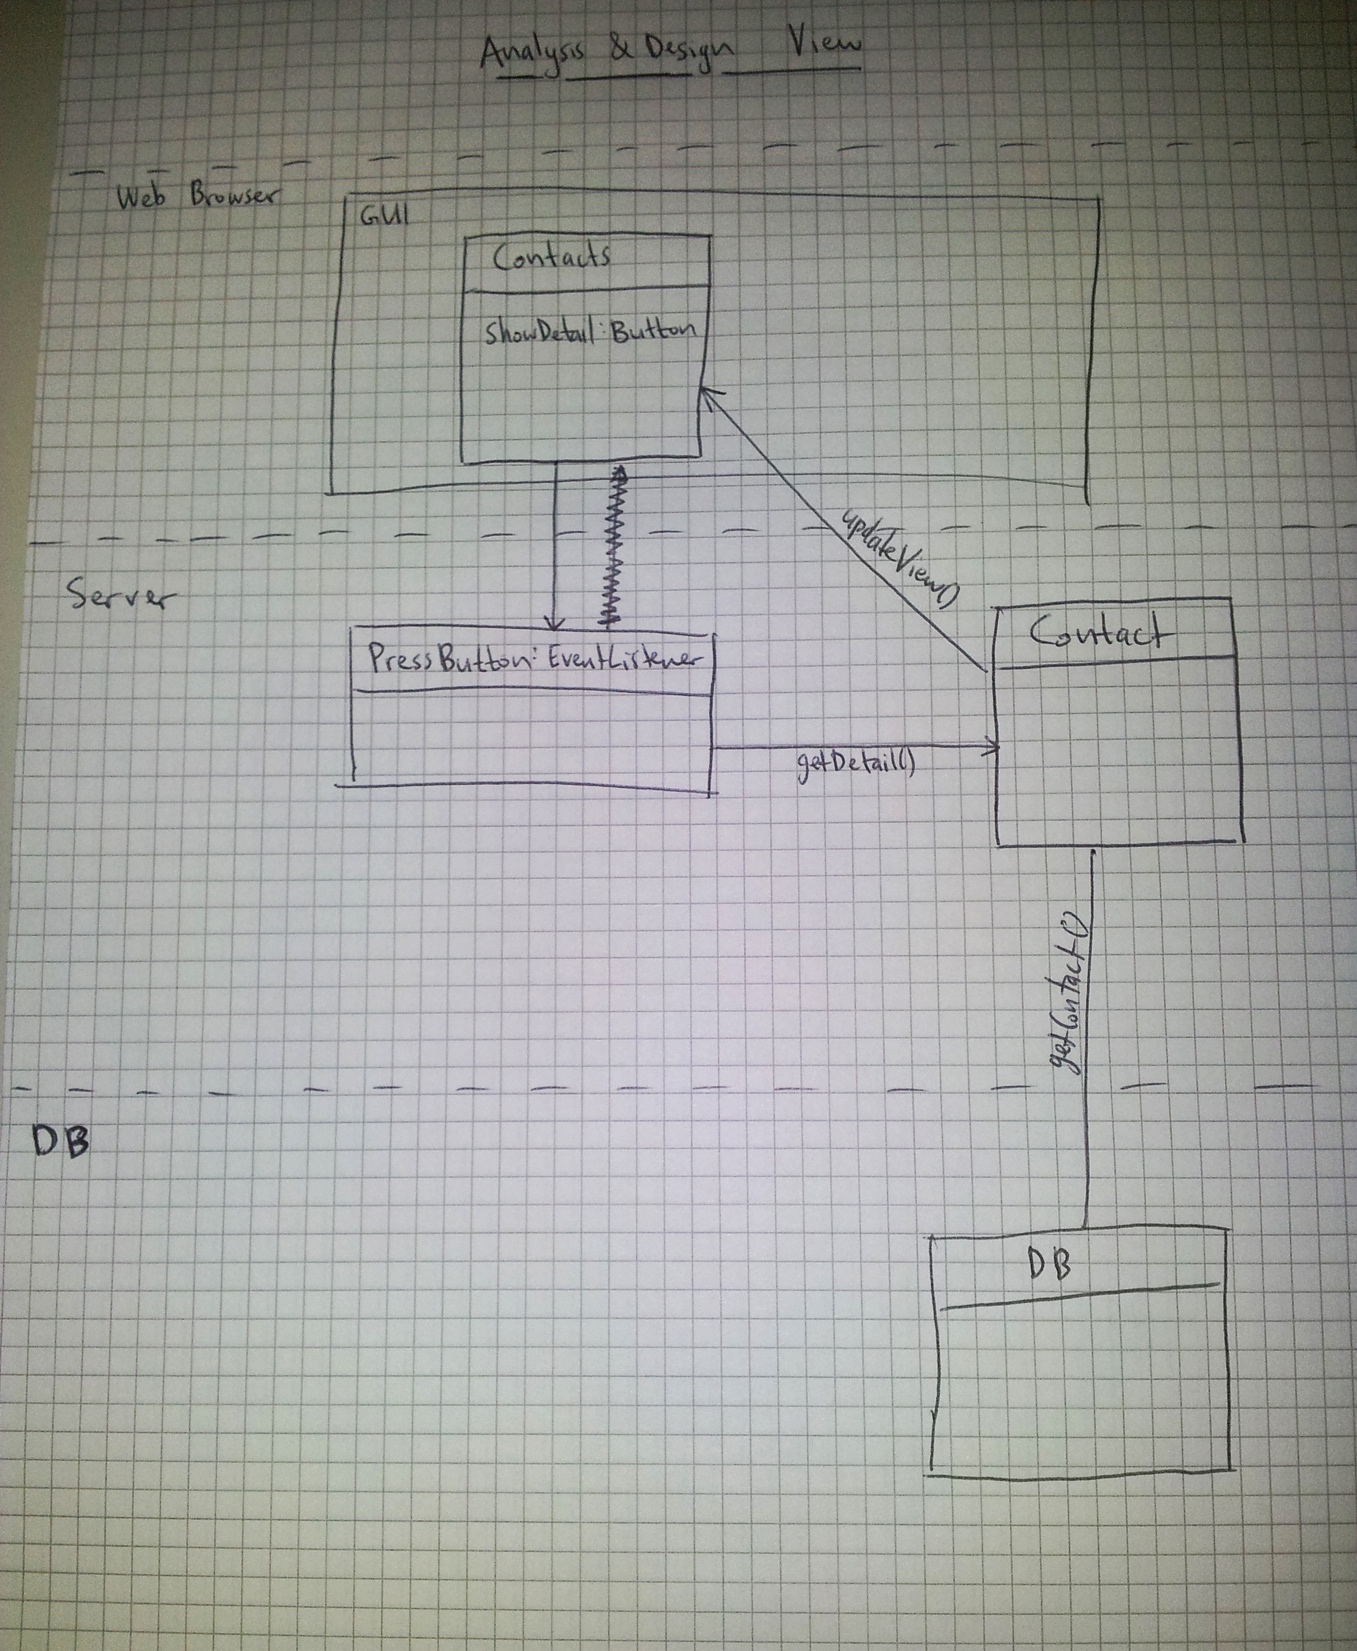 Analysis & Design View
Web Browser
GUI
Contacts
ShowDetail:Button
updateView()
Server
Contact
PressButton:EventListener
getDetail()
getContact()
DB
DB